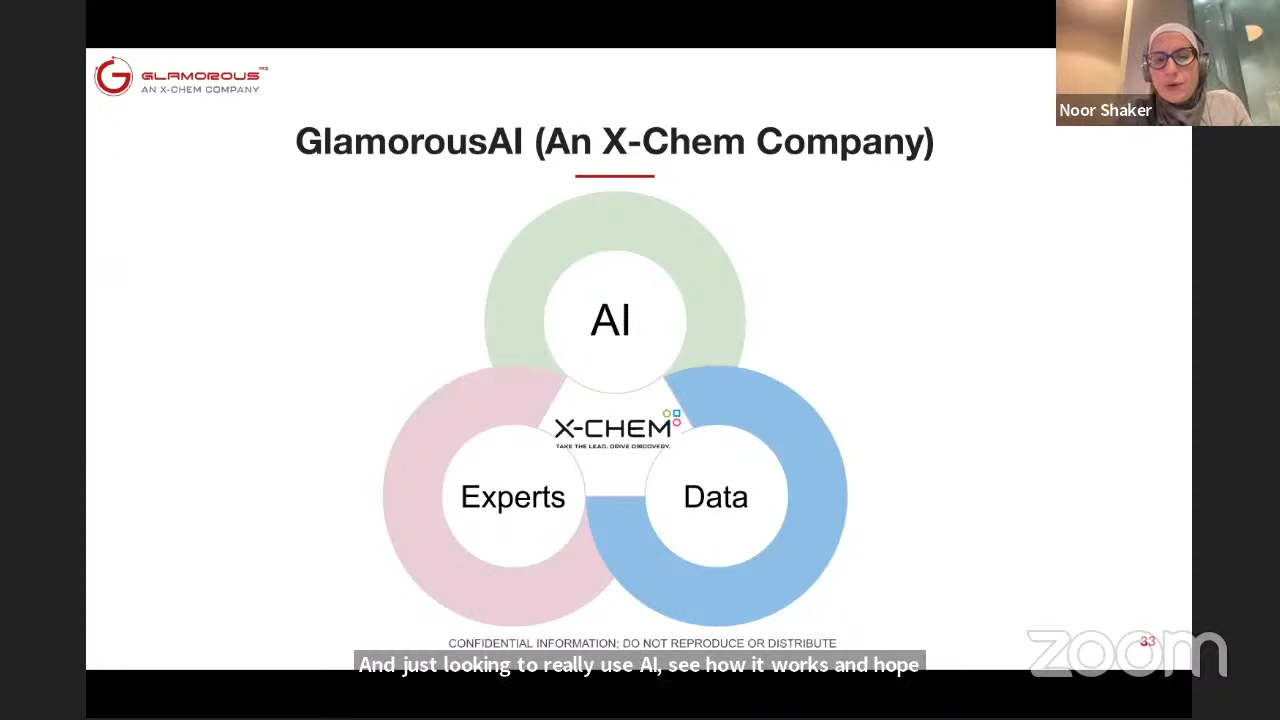 GLAMOROUS
AN X-CHEM COMPANY
Noor Shaker
GlamorousAI (An X-Chem Company)
AI
X-CHEM
TAKE THE LEAD. DRIVE DISCOVERY.
Experts
Data
CONFIDENTIAL INFORMATION; DO NOT REPRODUCE OR DISTRIBUTE
33
And just looking to really use AI, see how it works and hope
zoom